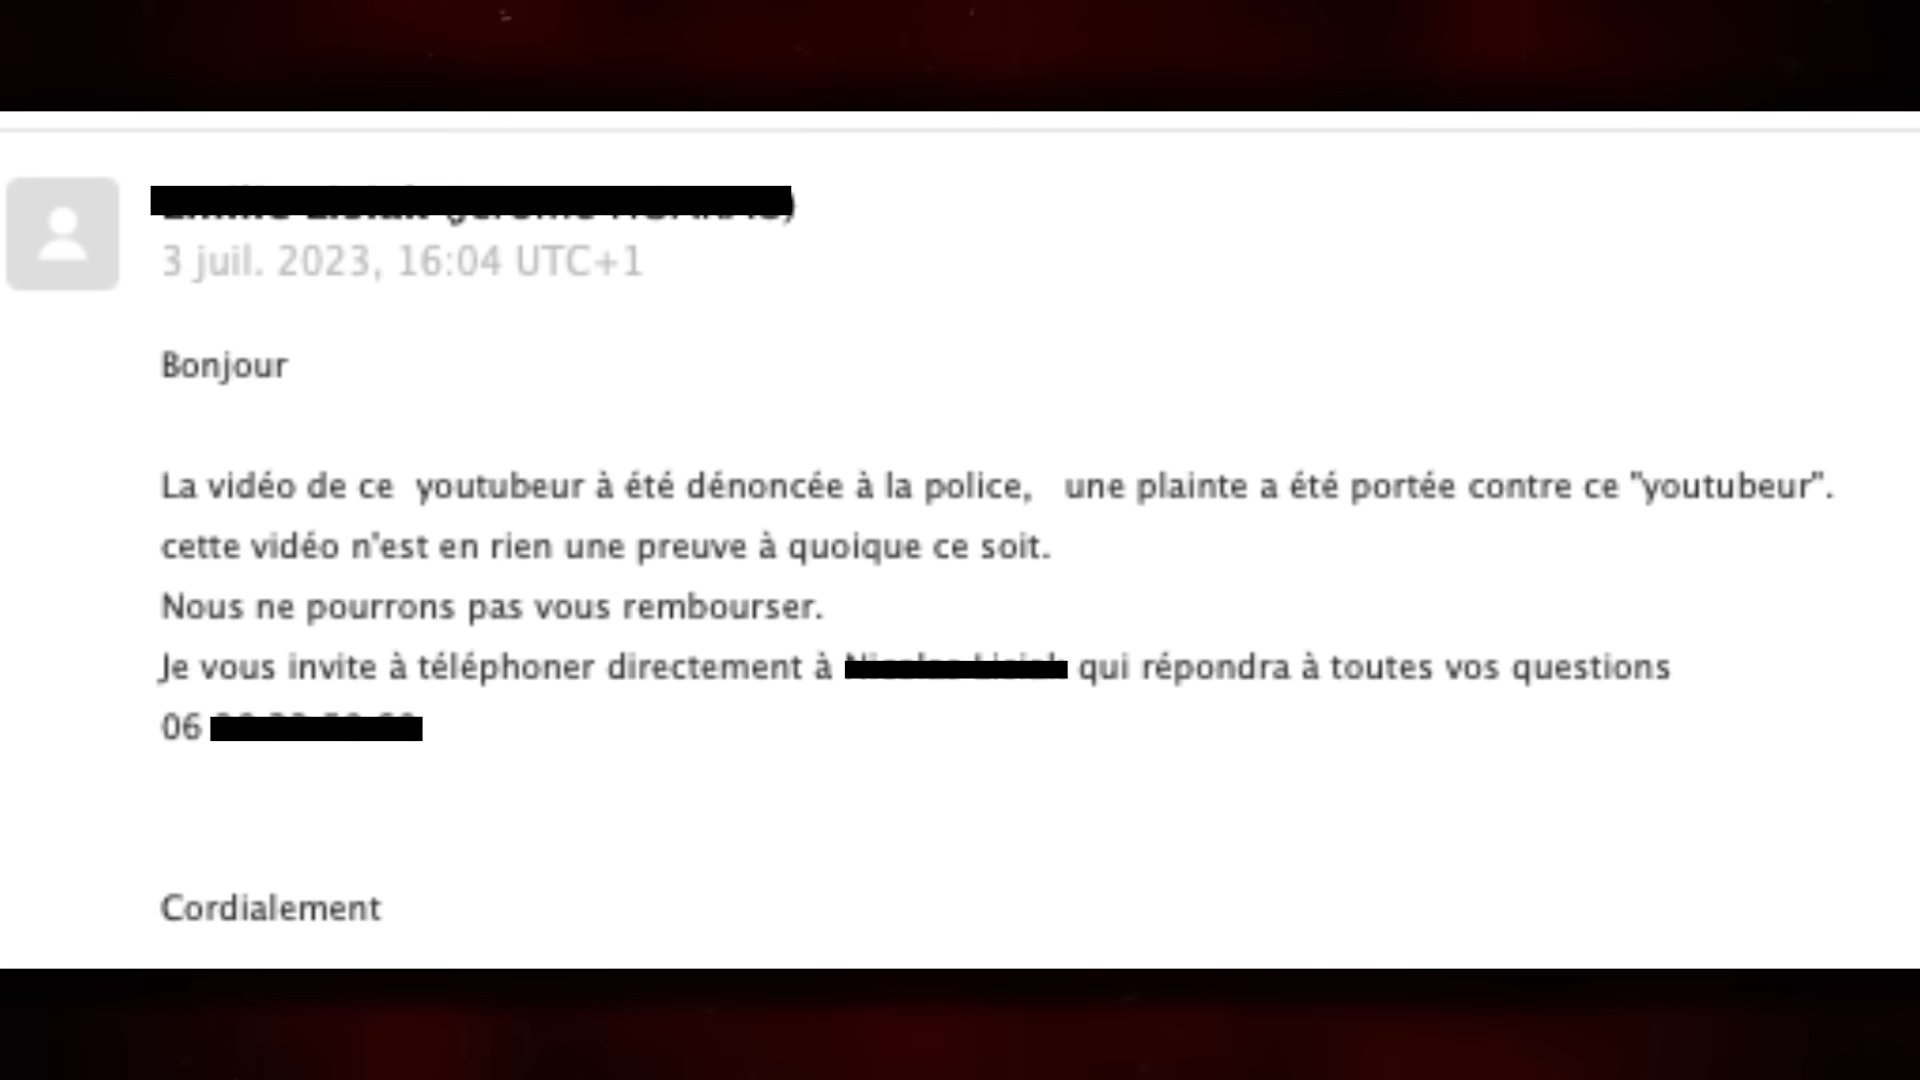 3 juil. 2023, 16:04 UTC+1
Bonjour
La vidéo de ce youtubeur à été dénoncée à la police, une plainte a été portée contre ce "youtubeur".
cette vidéo n'est en rien une preuve à quoique ce soit.
Nous ne pourrons pas vous rembourser.
Je vous invite à téléphoner directement à qui répondra à toutes vos questions
06
Cordialement